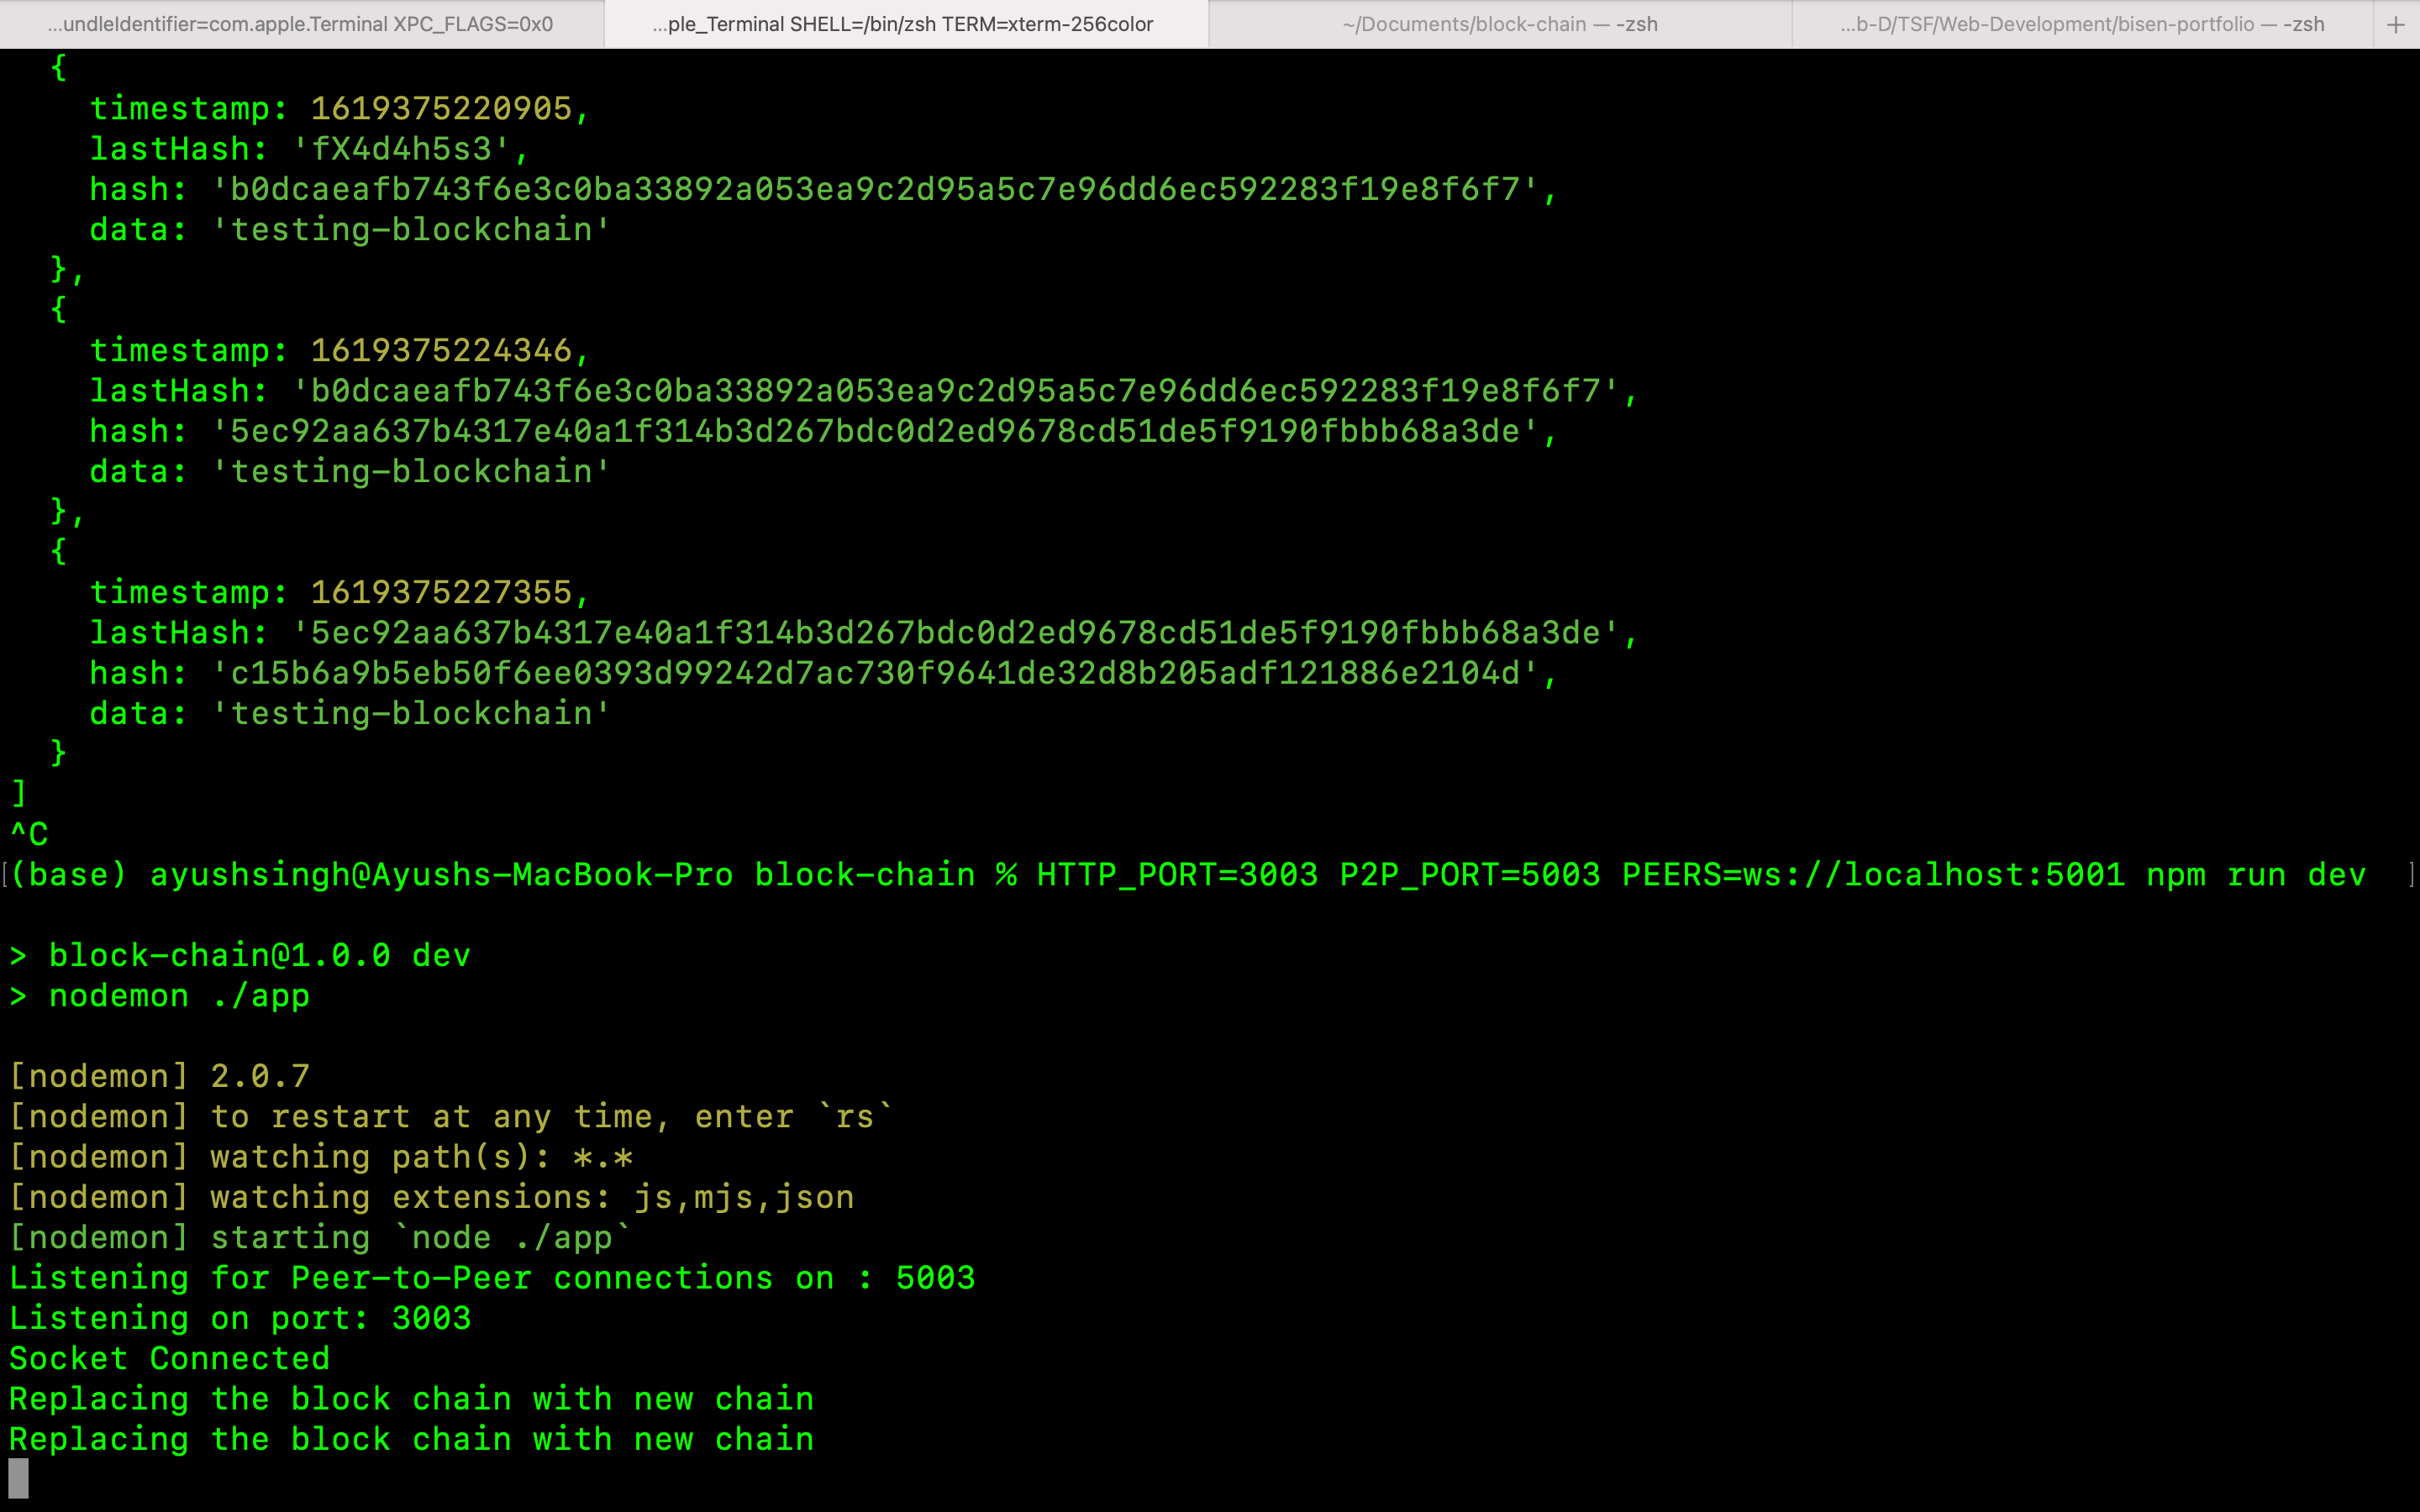 ...undleIdentifier=com.apple.Terminal XPC_FLAGS=0x0
...ple_Terminal SHELL=/bin/zsh TERM=xterm-256color
~/Documents/block-chain — -zsh
...b-D/TSF/Web-Development/bisen-portfolio — -zsh
+
{
timestamp: 1619375220905,
lastHash: 'fX4d4h5s3',
hash: 'b0dcaeafb743f6e3c0ba33892a053ea9c2d95a5c7e96dd6ec592283f19e8f6f7',
data: 'testing-blockchain'
},
{
timestamp: 1619375224346,
lastHash: 'b0dcaeafb743f6e3c0ba33892a053ea9c2d95a5c7e96dd6ec592283f19e8f6f7',
hash: '5ec92aa637b4317e40a1f314b3d267bdc0d2ed9678cd51de5f9190fbbb68a3de',
data: 'testing-blockchain'
},
{
timestamp: 1619375227355,
lastHash: '5ec92aa637b4317e40a1f314b3d267bdc0d2ed9678cd51de5f9190fbbb68a3de',
hash: 'c15b6a9b5eb50f6ee0393d99242d7ac730f9641de32d8b205adf121886e2104d',
data: 'testing-blockchain'
}
]
^C
[(base) ayushsingh@Ayushs-MacBook-Pro block-chain % HTTP_PORT=3003 P2P_PORT=5003 PEERS=ws://localhost:5001 npm run dev ]
> block-chain@1.0.0 dev
> nodemon ./app
[nodemon] 2.0.7
[nodemon] to restart at any time, enter `rs`
[nodemon] watching path(s): *.*
[nodemon] watching extensions: js,mjs,json
[nodemon] starting `node ./app`
Listening for Peer-to-Peer connections on : 5003
Listening on port: 3003
Socket Connected
Replacing the block chain with new chain
Replacing the block chain with new chain